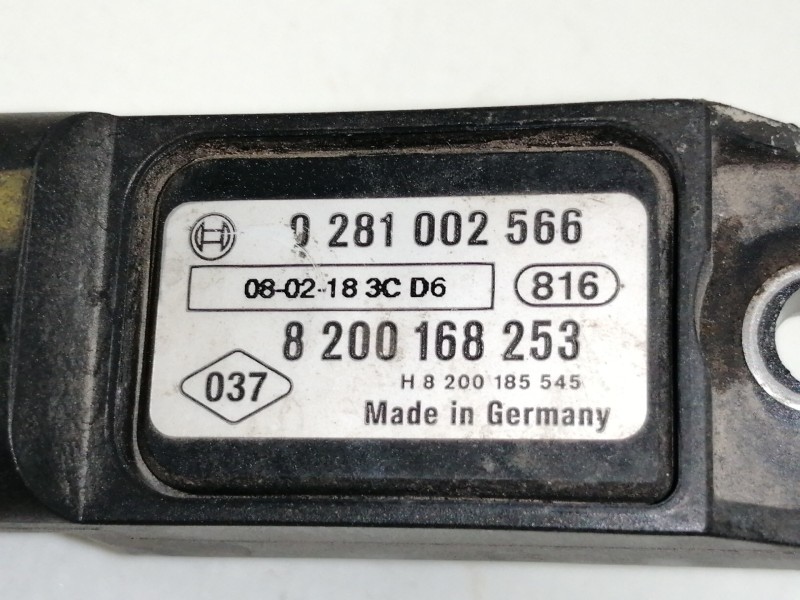 0 281 002 566
08-02-18 3C D6
816
8 200 168 253
037
H 8 200 185 545
Made in Germany